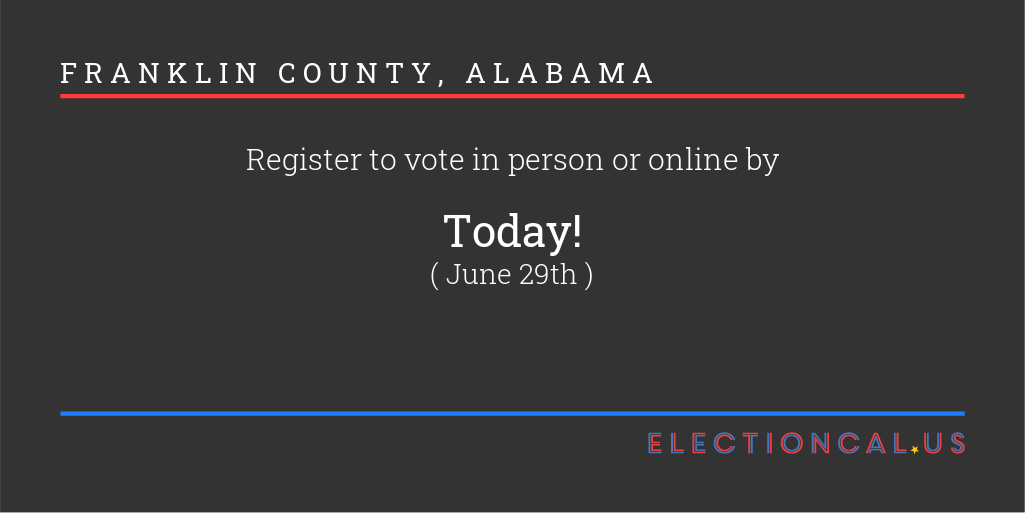 FRANKLIN COUNTY, ALABAMA
Register to vote in person or online by
Today!
( June 29th )
ELECTIONCAL.US